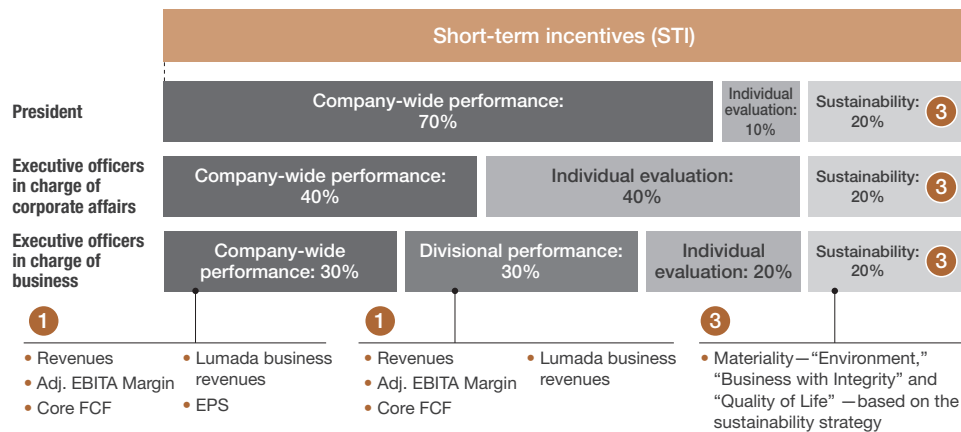 Short-term incentives (STI)
President
Company-wide performance:
70%
Individual
evaluation:
10%
Sustainability:
20%
3
Executive officers
in charge of
corporate affairs
Company-wide performance:
40%
Individual evaluation:
40%
Sustainability:
20%
3
Executive officers
in charge of
business
Company-wide
performance: 30%
Divisional performance:
30%
Individual
evaluation: 20%
Sustainability:
20%
3
1
• Revenues
• Adj. EBITA Margin
• Core FCF
• Lumada business
revenues
• EPS
1
• Revenues
• Adj. EBITA Margin
• Core FCF
• Lumada business
revenues
3
• Materiality—“Environment,”
“Business with Integrity” and
“Quality of Life” —based on the
sustainability strategy